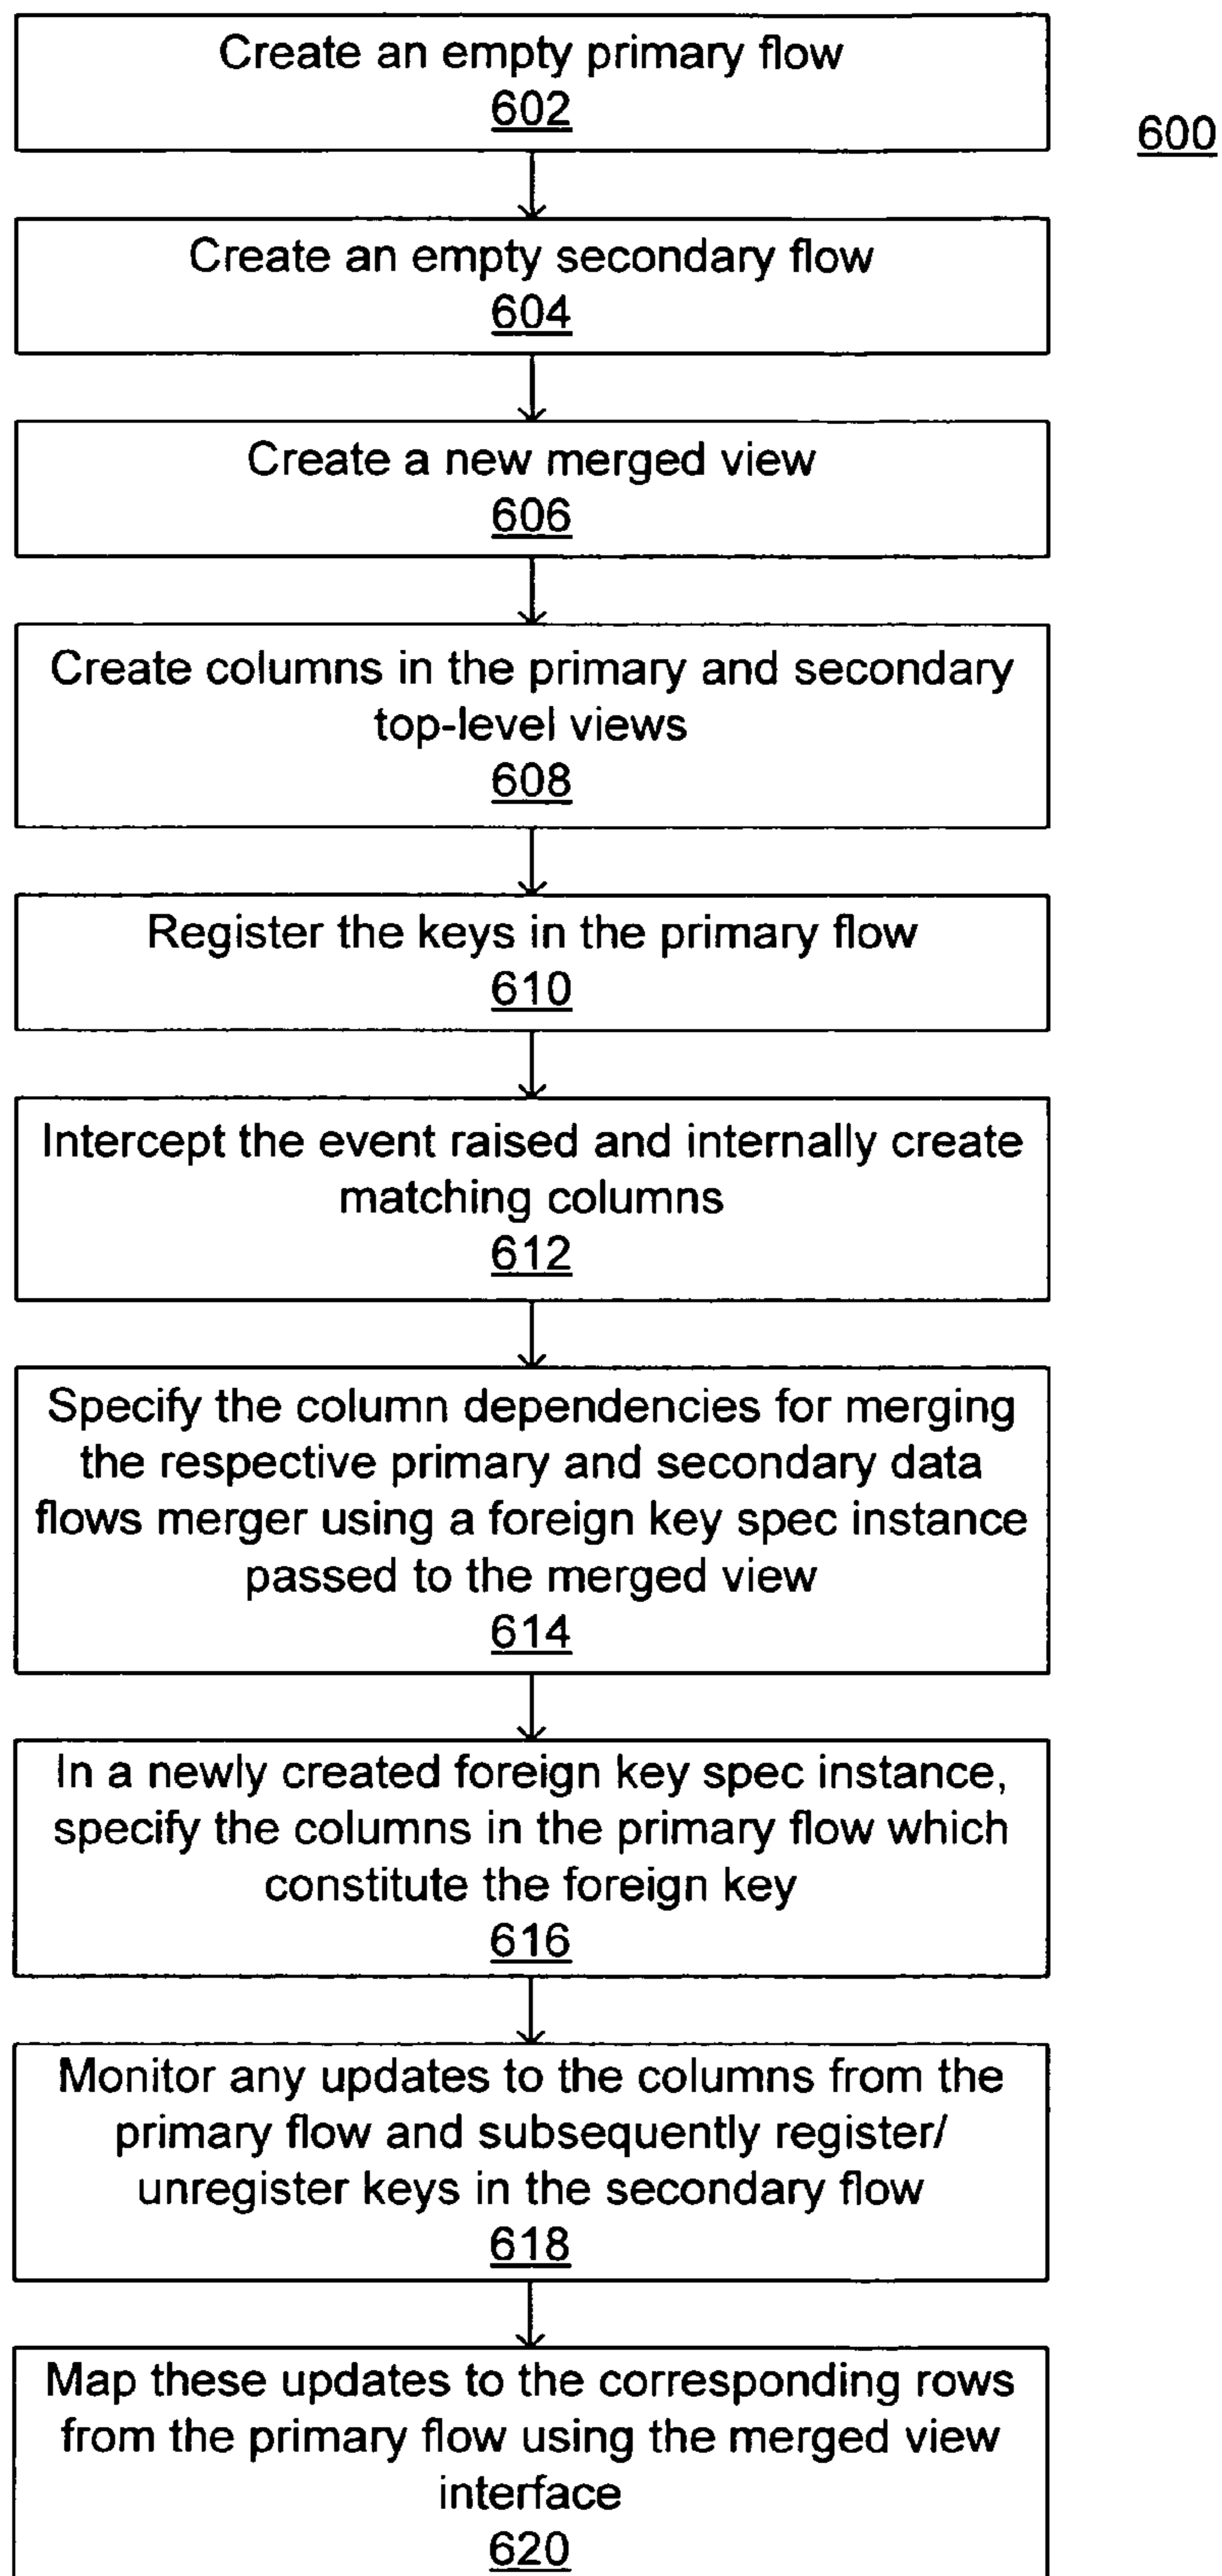 Create an empty primary flow
602
600
Create an empty secondary flow
604
Create a new merged view
606
Create columns in the primary and secondary
top-level views
608
Register the keys in the primary flow
610
Intercept the event raised and internally create
matching columns
612
Specify the column dependencies for merging
the respective primary and secondary data
flows merger using a foreign key spec instance
passed to the merged view
614
In a newly created foreign key spec instance,
specify the columns in the primary flow which
constitute the foreign key
616
Monitor any updates to the columns from the
primary flow and subsequently register/
unregister keys in the secondary flow
618
Map these updates to the corresponding rows
from the primary flow using the merged view
interface
620